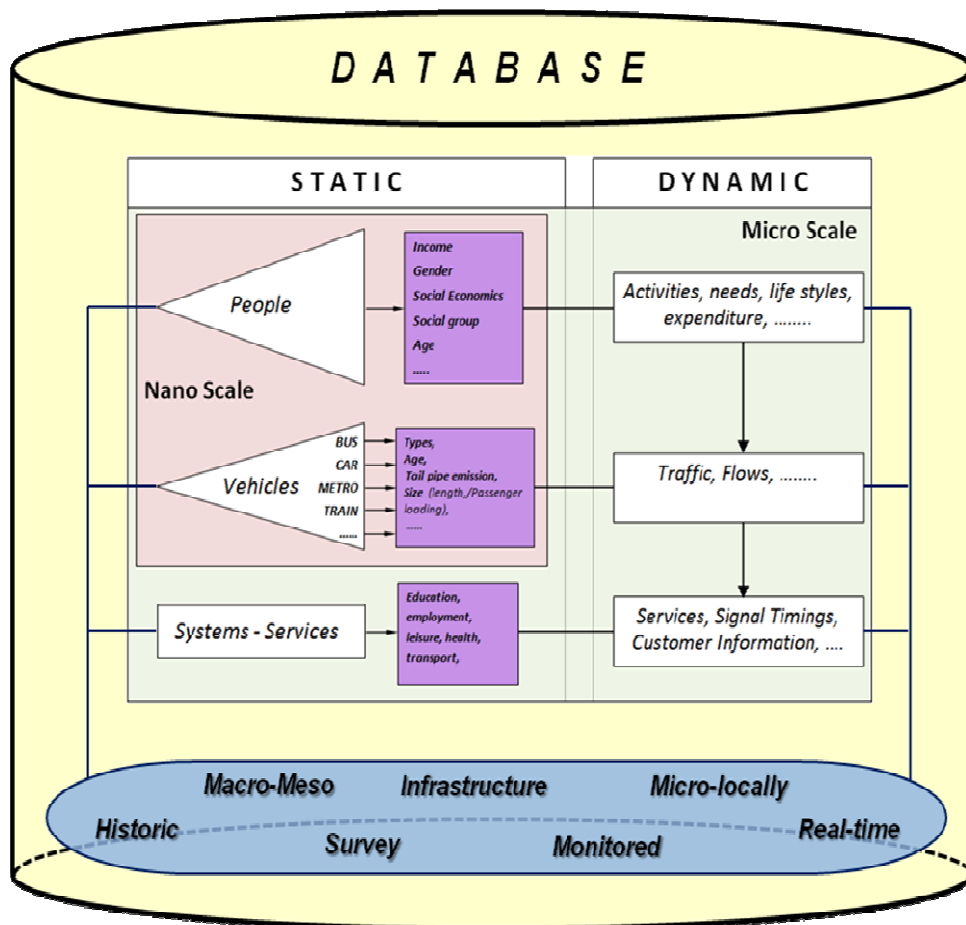 DATABASE
STATIC
DYNAMIC
Micro Scale
Nano Scale
People
Income
Gender
Social Economics
Social group
Age
.....
Activities, needs, life styles,
expenditure, ........
Vehicles
BUS
CAR
METRO
TRAIN
......
Types,
Age,
Tail pipe emission,
Size (length,/Passenger
loading),
......
Traffic, Flows, ........
Systems - Services
Education,
employment,
leisure, health,
transport,
Services, Signal Timings,
Customer Information, ....
Macro-Meso
Infrastructure
Micro-locally
Historic
Survey
Monitored
Real-time